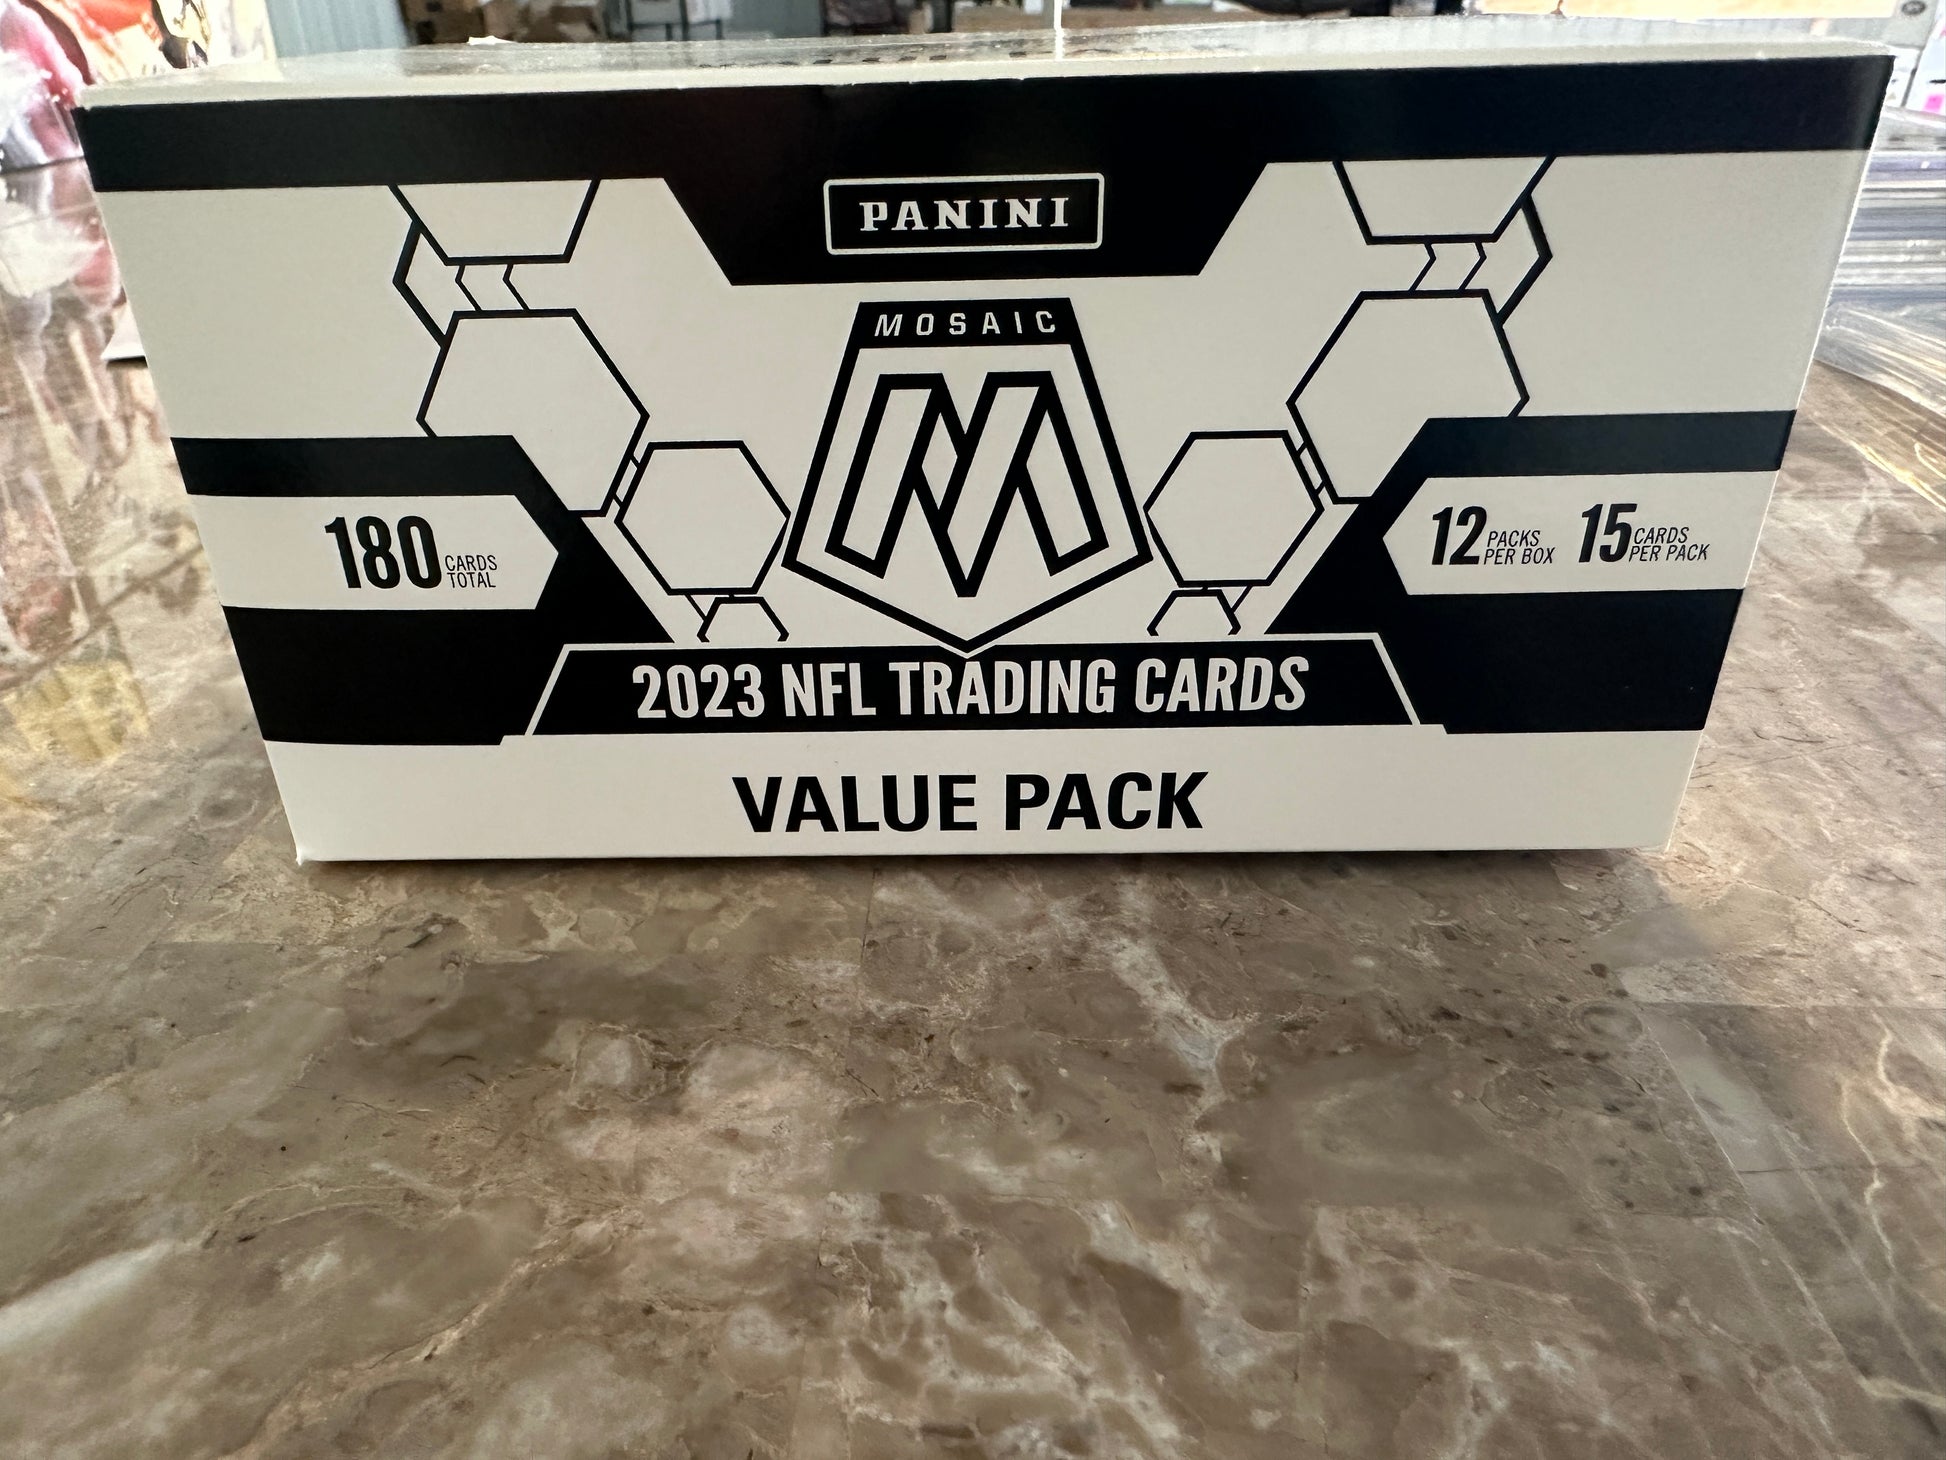 PANINI
MOSAIC
M
180 CARDS
TOTAL
12 PACKS
PER BOX
15 CARDS
PER PACK
2023 NFL TRADING CARDS
VALUE PACK